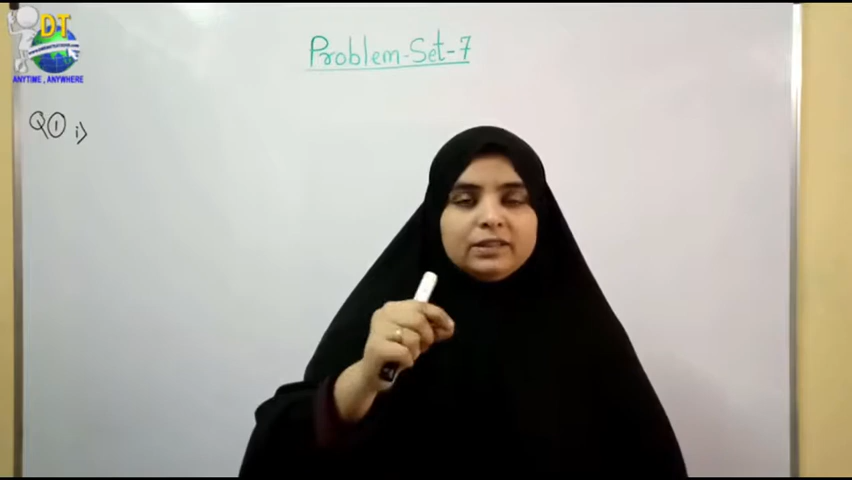 DT
ANYTIME, ANYWHERE
Problem-Set-7
Q① i)